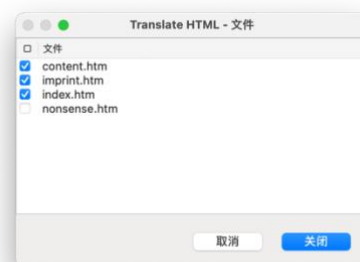 Translate HTML - 文件
文件
content.htm
imprint.htm
index.htm
nonsense.htm
取消
关闭